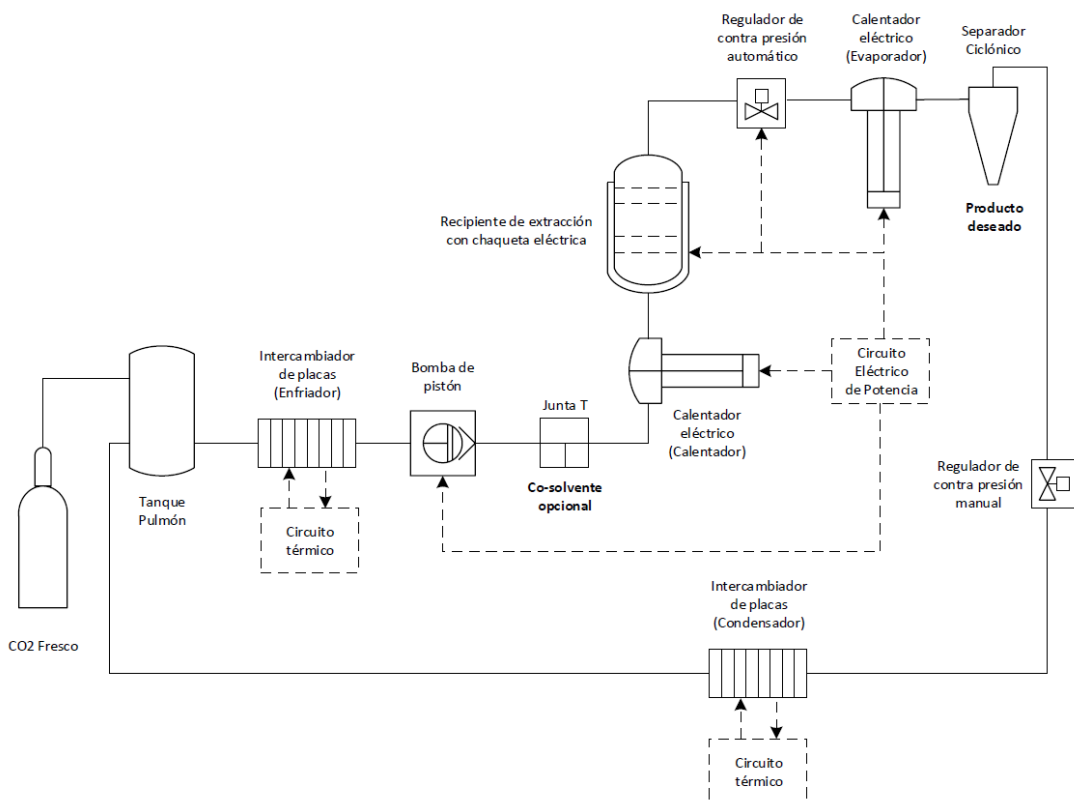 Regulador de
contra presión
automático
Calentador
eléctrico
(Evaporador)
Separador
Ciclónico
Producto
deseado
Recipiente de extracción
con chaqueta eléctrica
Intercambiador
de placas
(Enfriador)
Bomba de
pistón
Junta T
Calentador
eléctrico
(Calentador)
Circuito
Eléctrico
de Potencia
Regulador de
contra presión
manual
Co-solvente
opcional
Tanque
Pulmón
Circuito
térmico
CO2 Fresco
Intercambiador
de placas
(Condensador)
Circuito
térmico